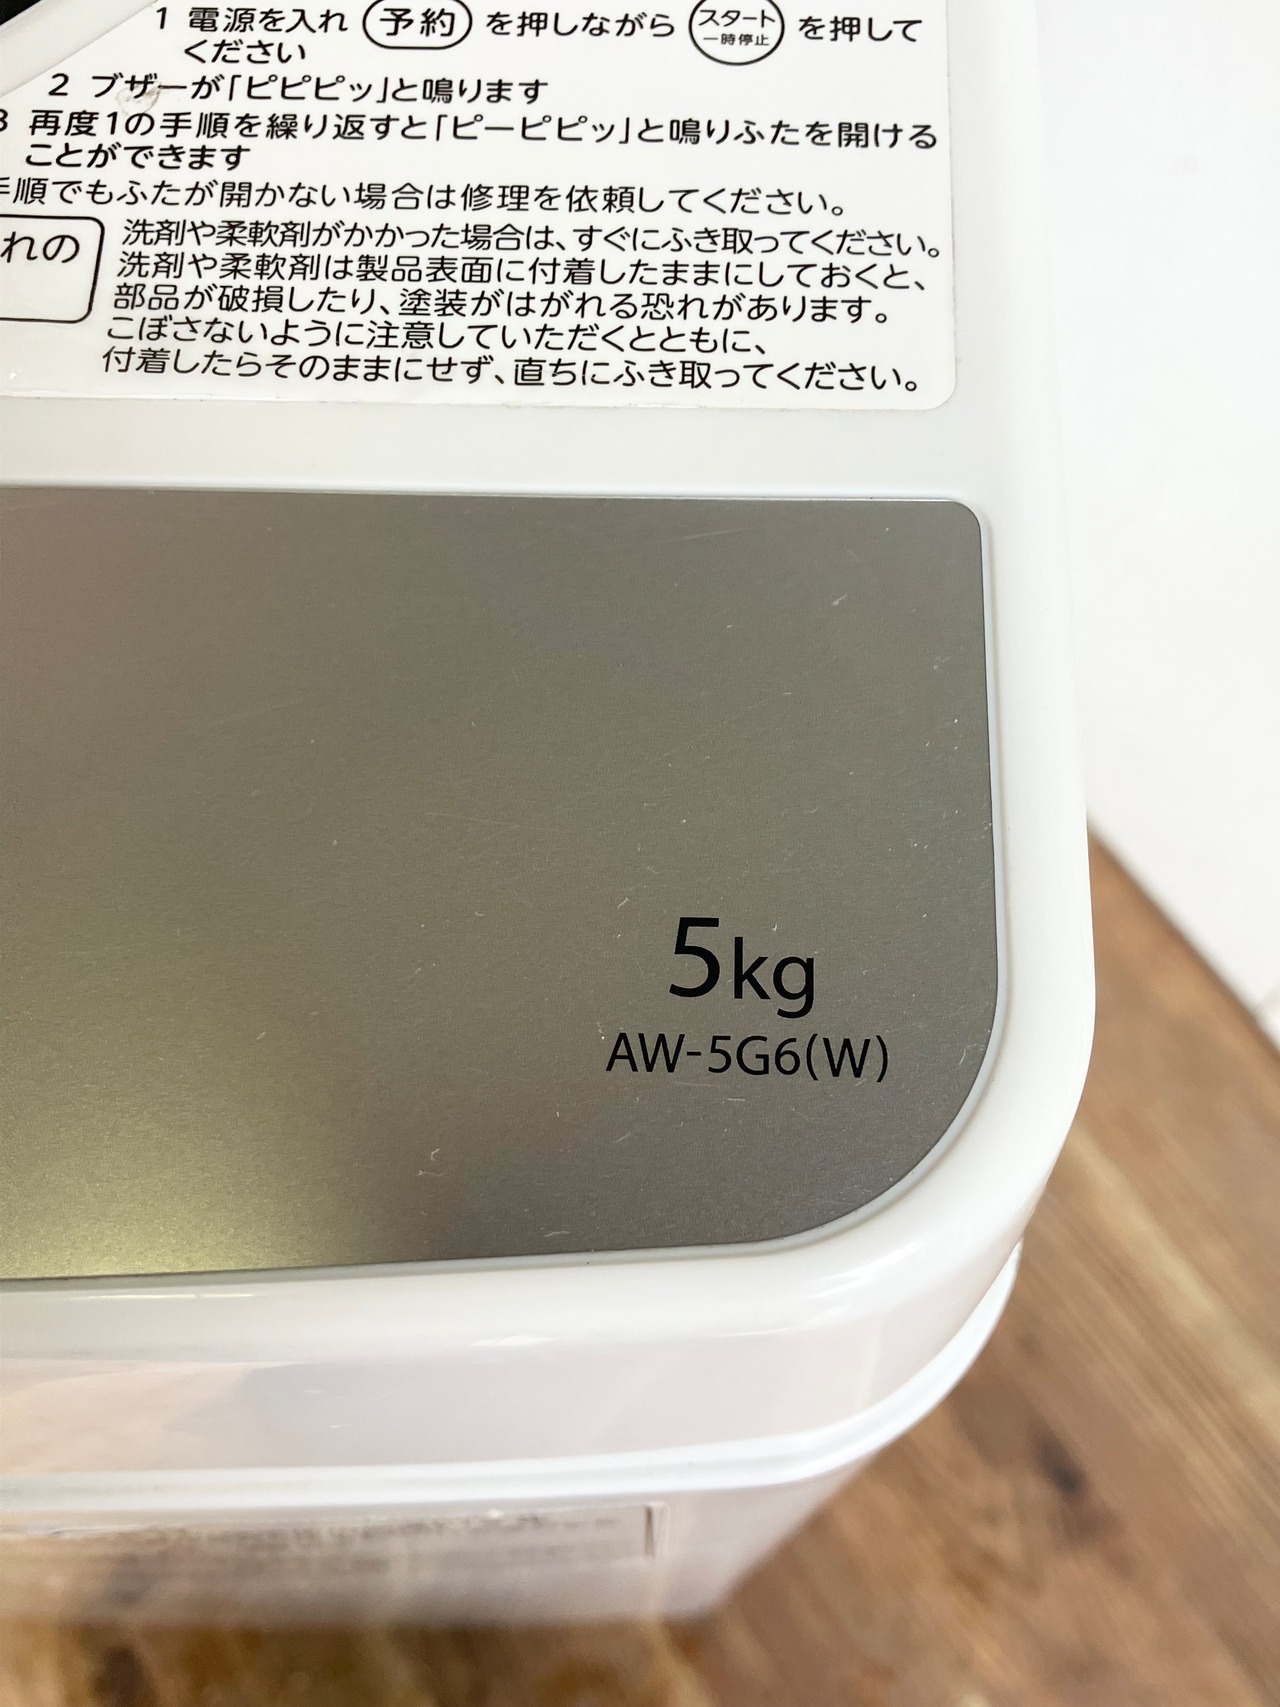 1 電源を入れ 予約 を押しながら スタート 一時停止 を押して
ください
2 ブザーが「ピピピッ」と鳴ります
3 再度1の手順を繰り返すと「ピーピピッ」と鳴りふたを開ける
ことができます
手順でもふたが開かない場合は修理を依頼してください。
れの
洗剤や柔軟剤がかかった場合は、すぐにふき取ってください。
洗剤や柔軟剤は製品表面に付着したままにしておくと、
部品が破損したり、塗装がはがれる恐れがあります。
こぼさないように注意していただくとともに、
付着したらそのままにせず、直ちにふき取ってください。
5kg
AW-5G6(W)